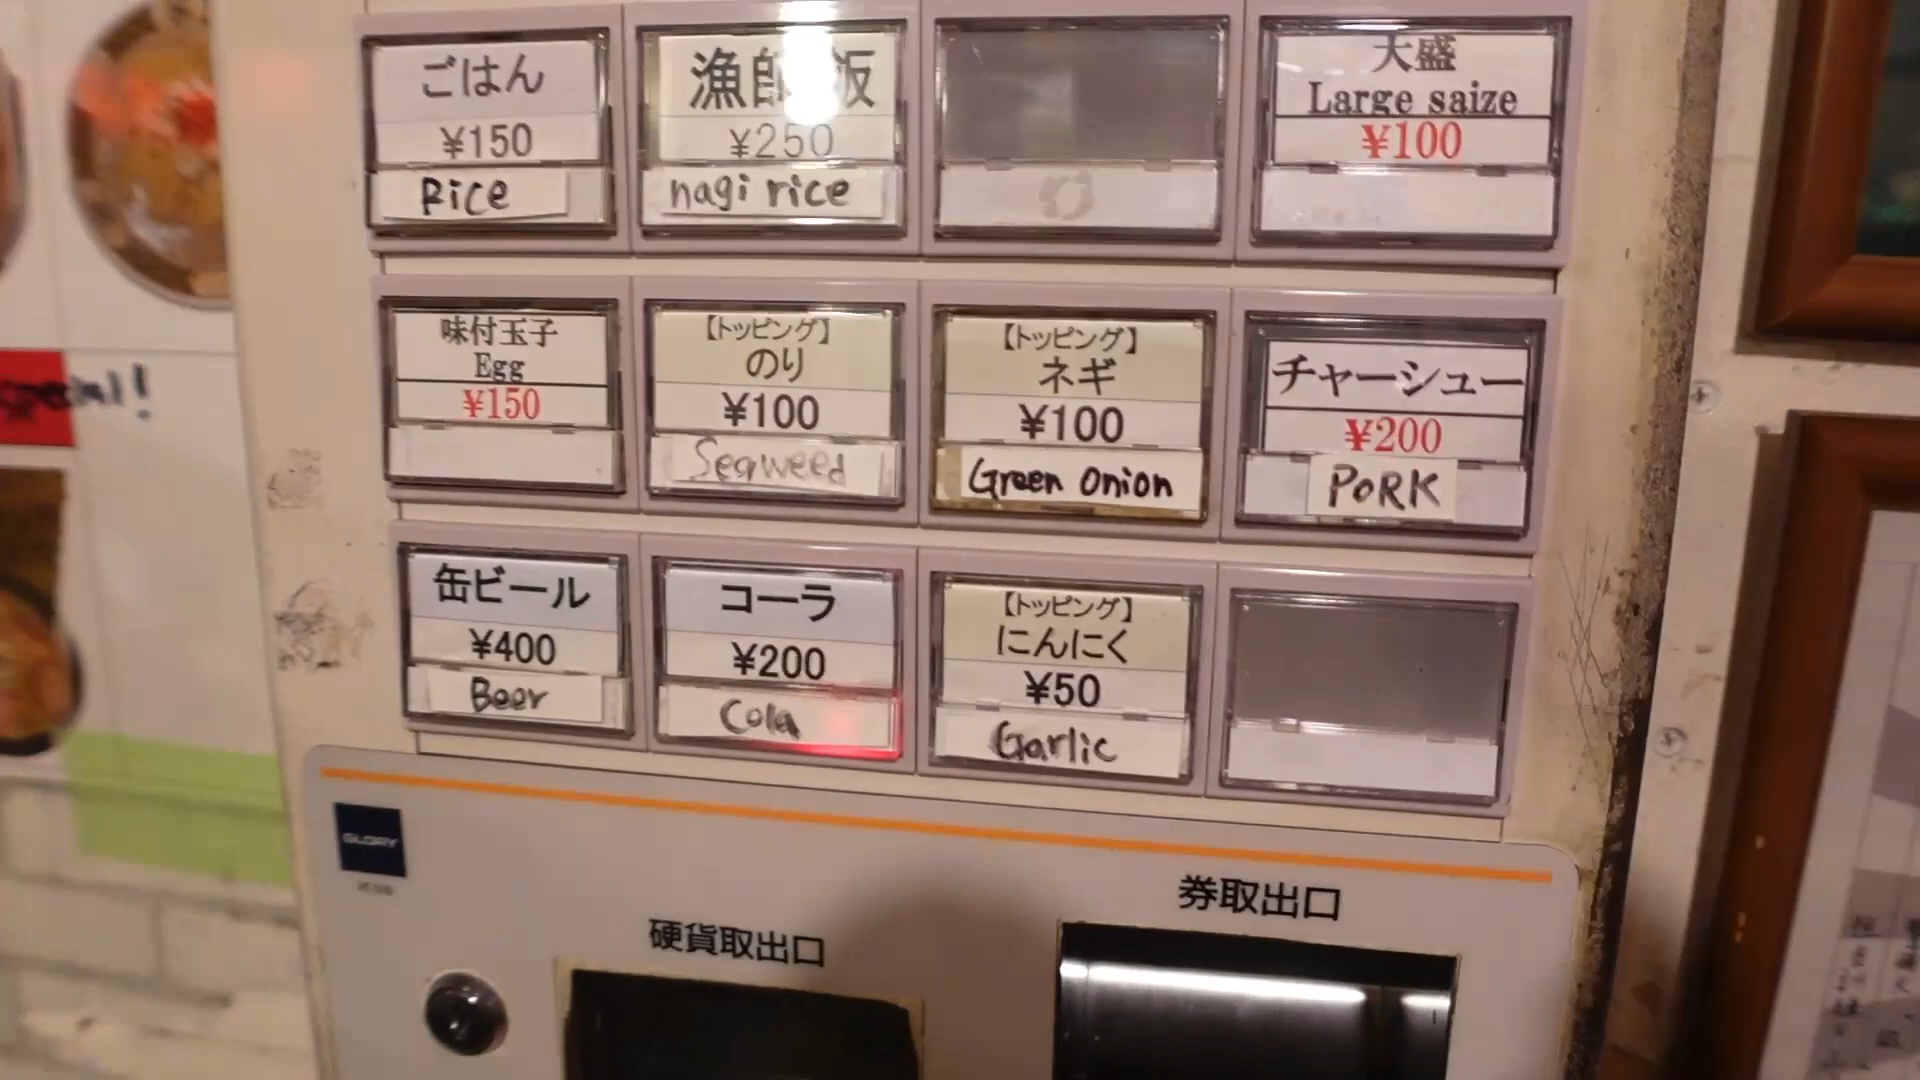 ごはん
¥150
Rice
漁師飯
¥250
nagi rice
大盛
Large saize
¥100
味付玉子
Egg
¥150
【トッピング】
のり
¥100
Seaweed
【トッピング】
ネギ
¥100
Green onion
チャーシュー
¥200
PORK
缶ビール
¥400
Beer
コーラ
¥200
Cola
【トッピング】
にんにく
¥50
Garlic
special!
GLORY
硬貨取出口
券取出口